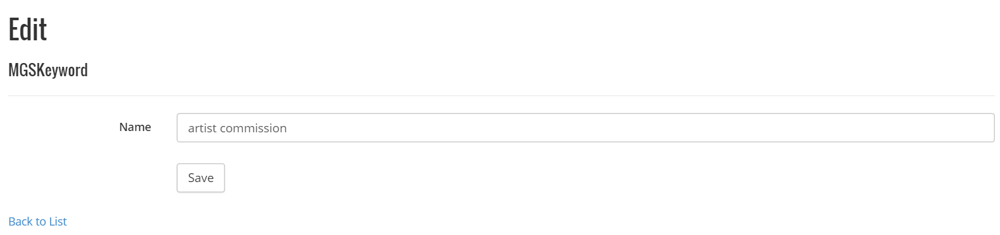 Edit
MGSKeyword
Name
artist commission
Save
Back to List